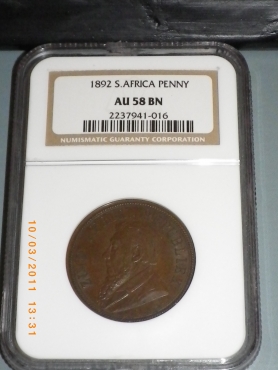 1892 S.AFRICA PENNY
AU 58 BN
2237941-016
NUMISMATIC GUARANTY CORPORATION
10/03/2011 13:31